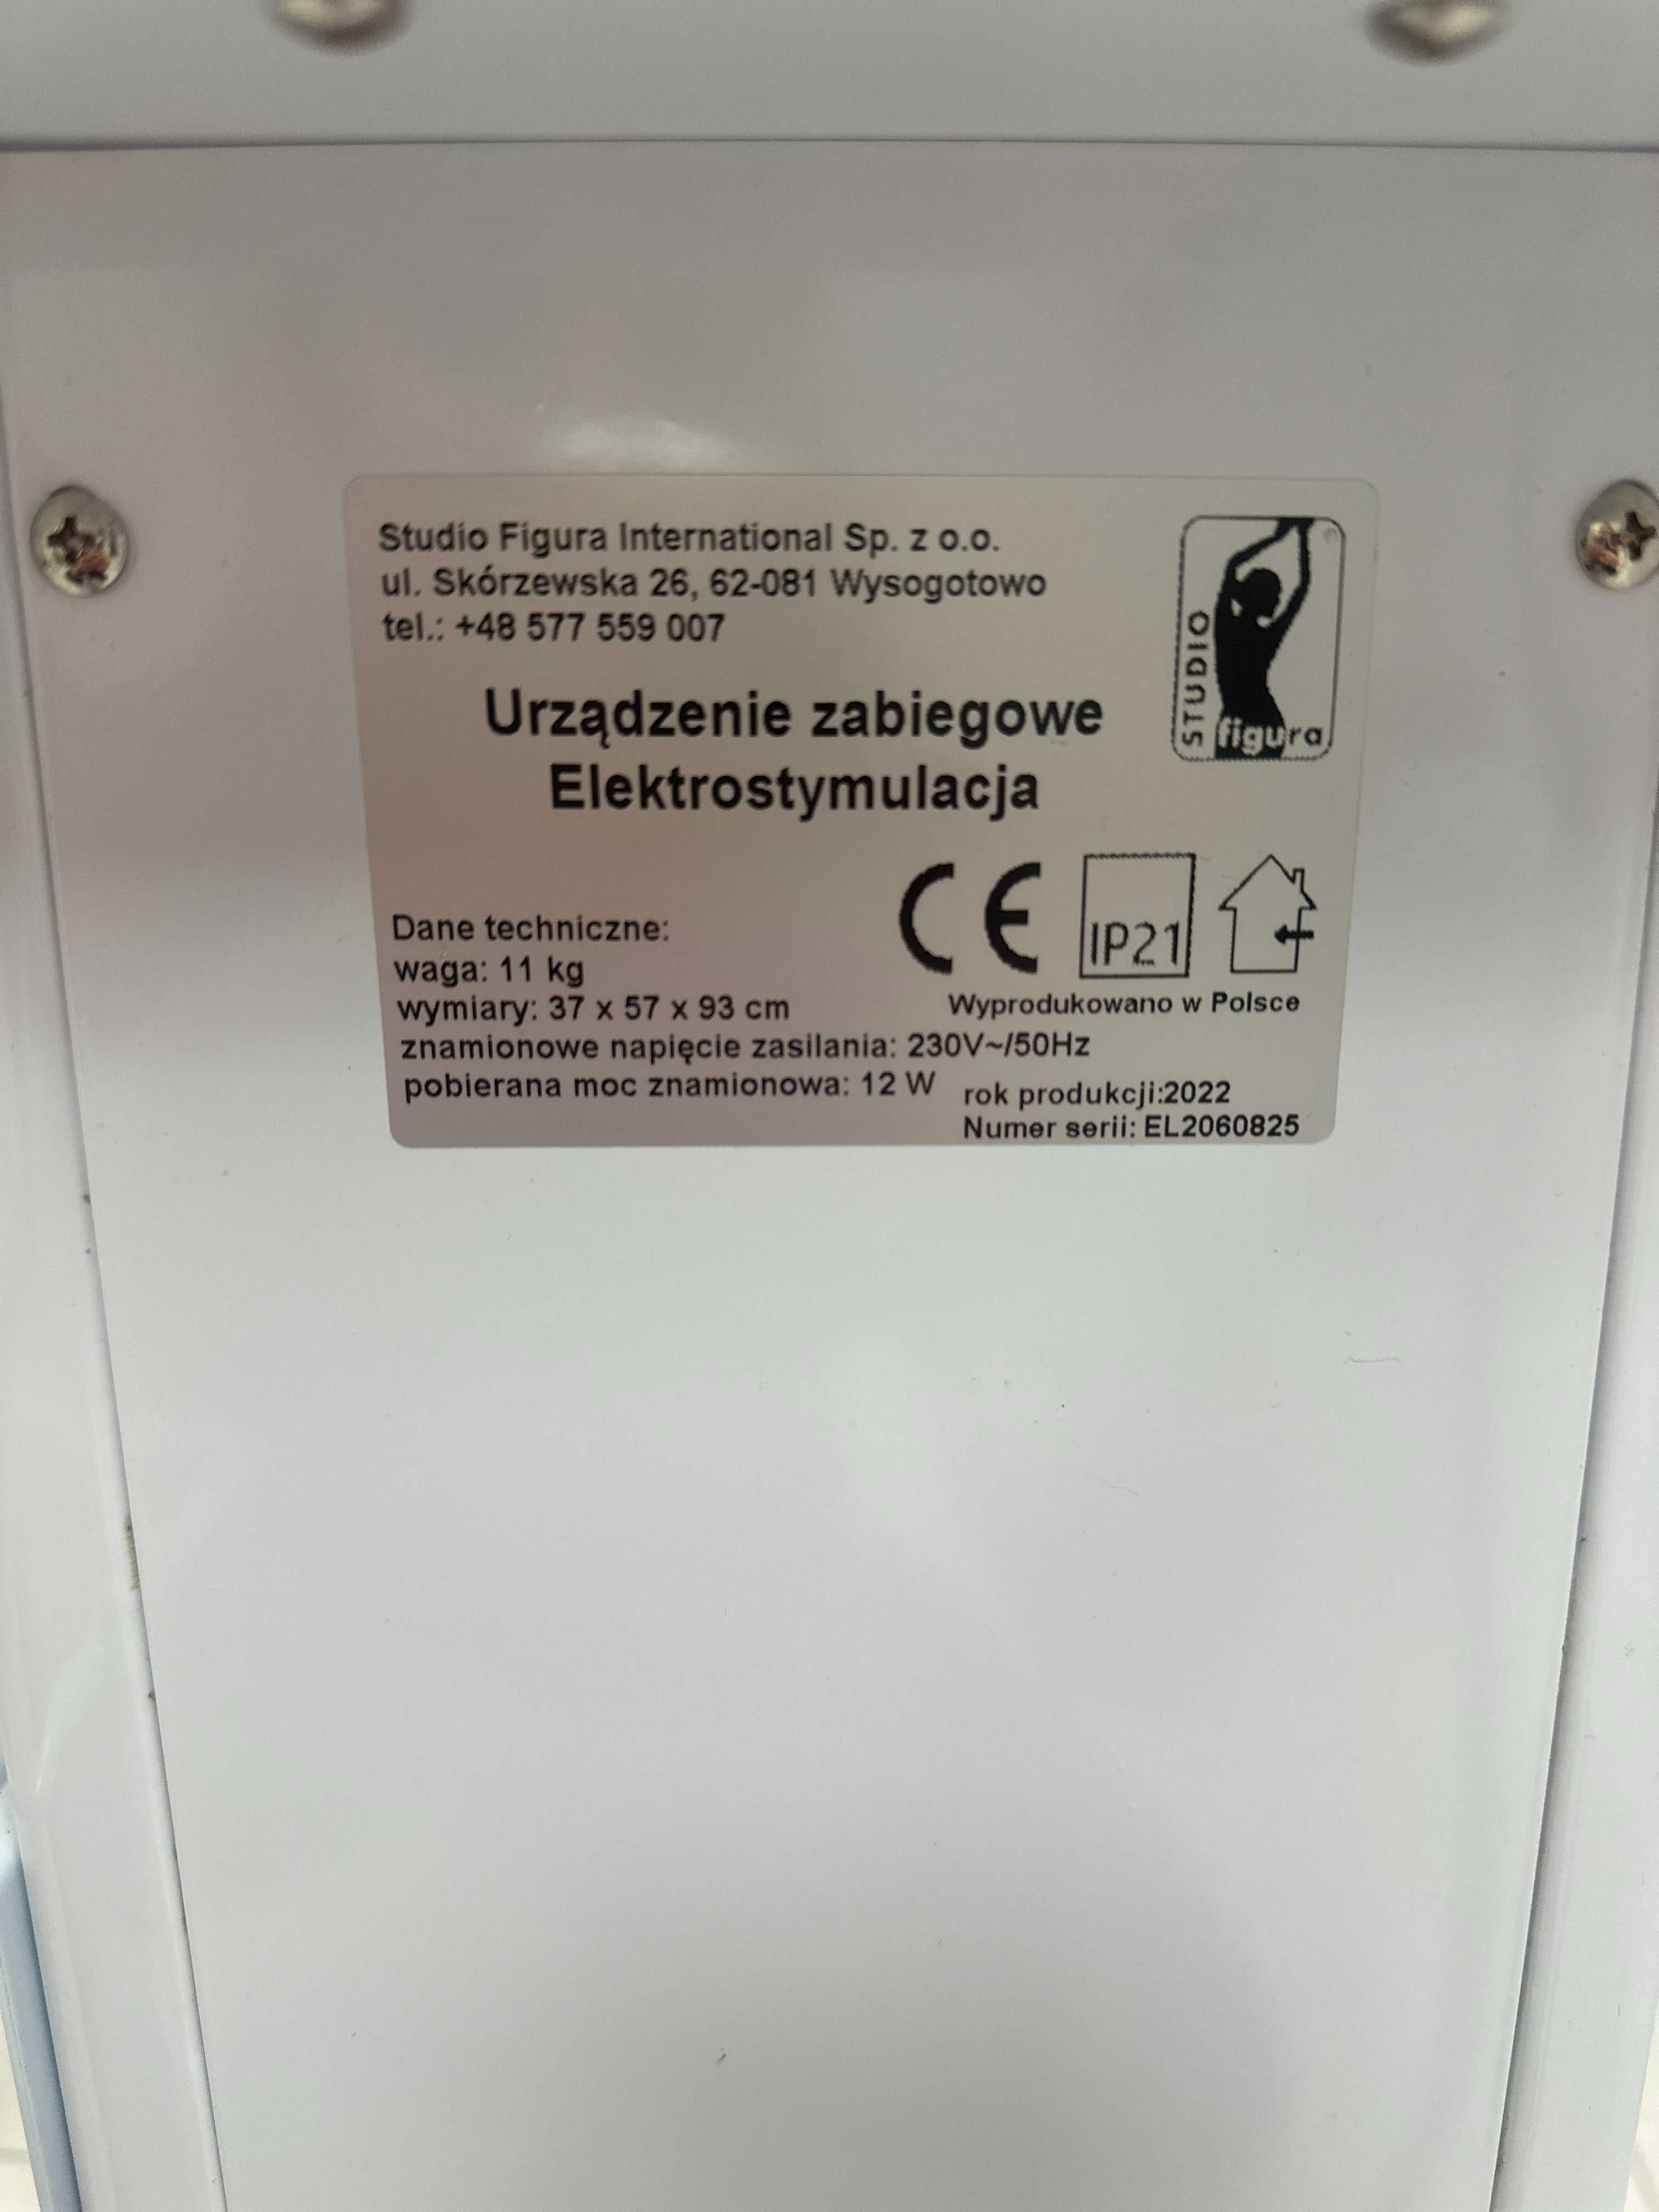 Studio Figura International Sp. z o.o.
ul. Skórzewska 26, 62-081 Wysogotowo
tel.: +48 577 559 007
STUDIO
figura
Urządzenie zabiegowe
Elektrostymulacja
CE
IP21
Dane techniczne:
waga: 11 kg
wymiary: 37 x 57 x 93 cm
Wyprodukowano w Polsce
znamionowe napięcie zasilania: 230V~/50Hz
pobierana moc znamionowa: 12 W
rok produkcji:2022
Numer serii: EL2060825